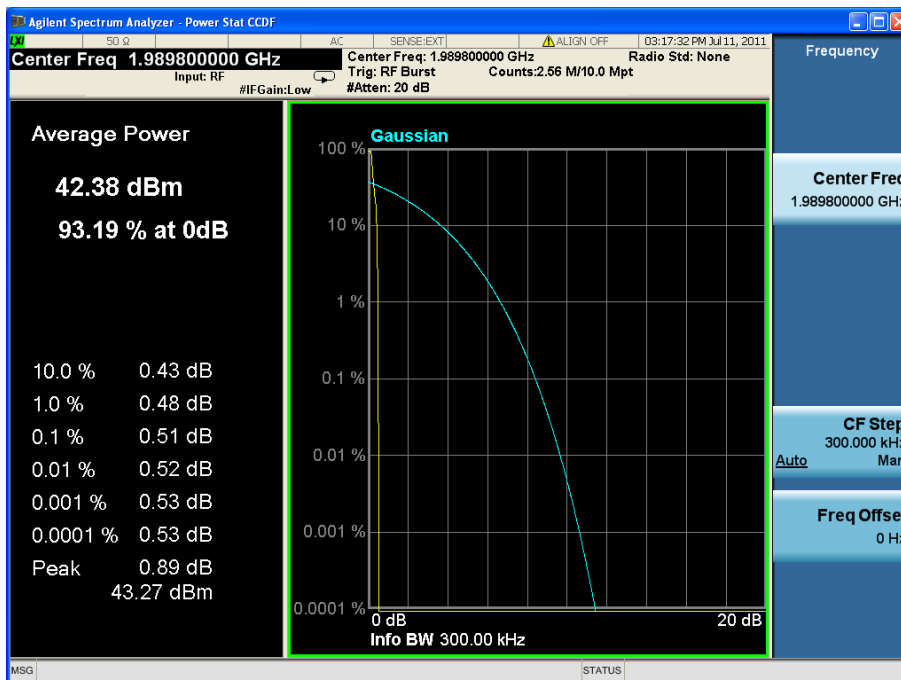 Agilent Spectrum Analyzer - Power Stat CCDF
LXI 50 Ω AC SENSE:EXT ALIGN OFF 03:17:32 PM Jul 11, 2011
Center Freq 1.989800000 GHz
Input: RF
#IFGain:Low
Center Freq: 1.989800000 GHz Radio Std: None
Trig: RF Burst Counts:2.56 M/10.0 Mpt
#Atten: 20 dB
Average Power
42.38 dBm
93.19 % at 0dB
10.0 % 0.43 dB
1.0 % 0.48 dB
0.1 % 0.51 dB
0.01 % 0.52 dB
0.001 % 0.53 dB
0.0001 % 0.53 dB
Peak 0.89 dB
43.27 dBm
Gaussian
100 %
10 %
1 %
0.1 %
0.01 %
0.001 %
0.0001 %
0 dB 20 dB
Info BW 300.00 kHz
Frequency
Center Freq
1.989800000 GHz
CF Step
300.000 kHz
Auto Man
Freq Offse
0 Hz
MSG STATUS